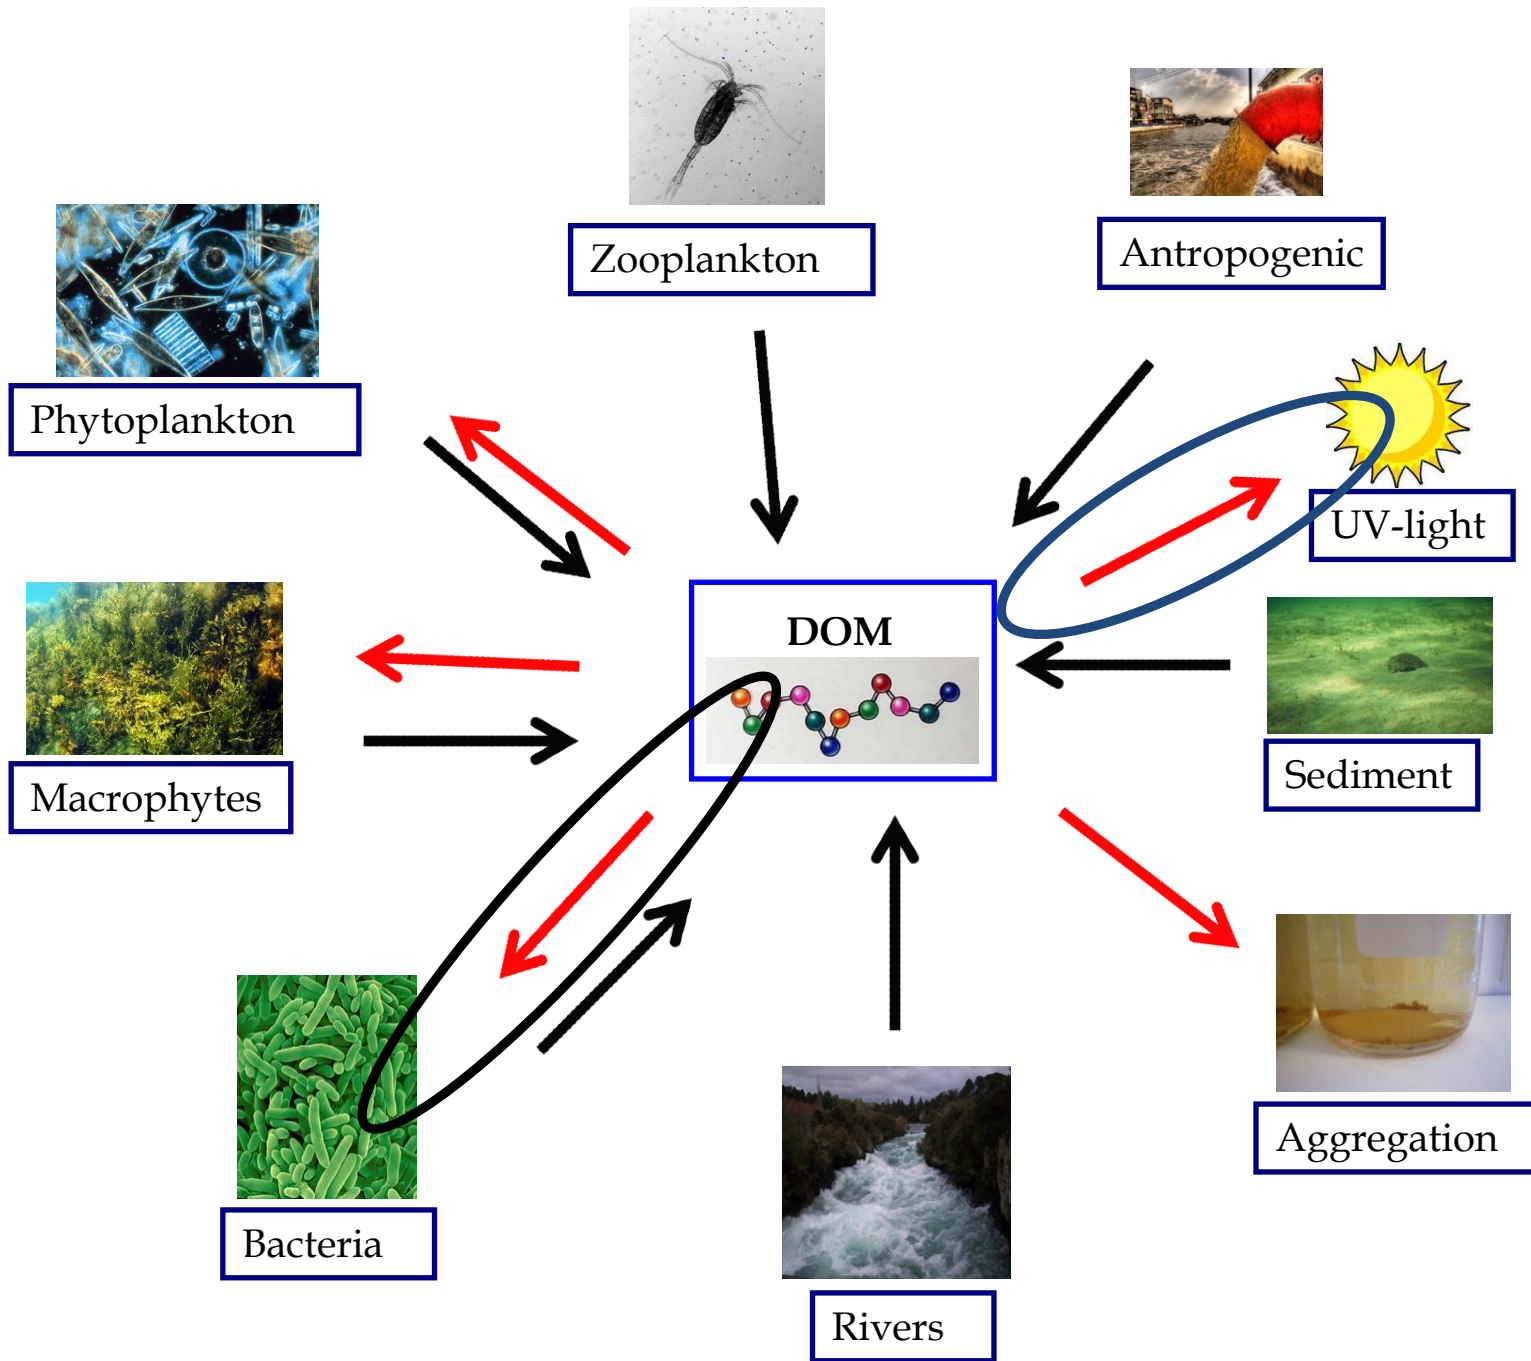 Zooplankton
Antropogenic
Phytoplankton
UV-light
DOM
Macrophytes
Sediment
Aggregation
Bacteria
Rivers